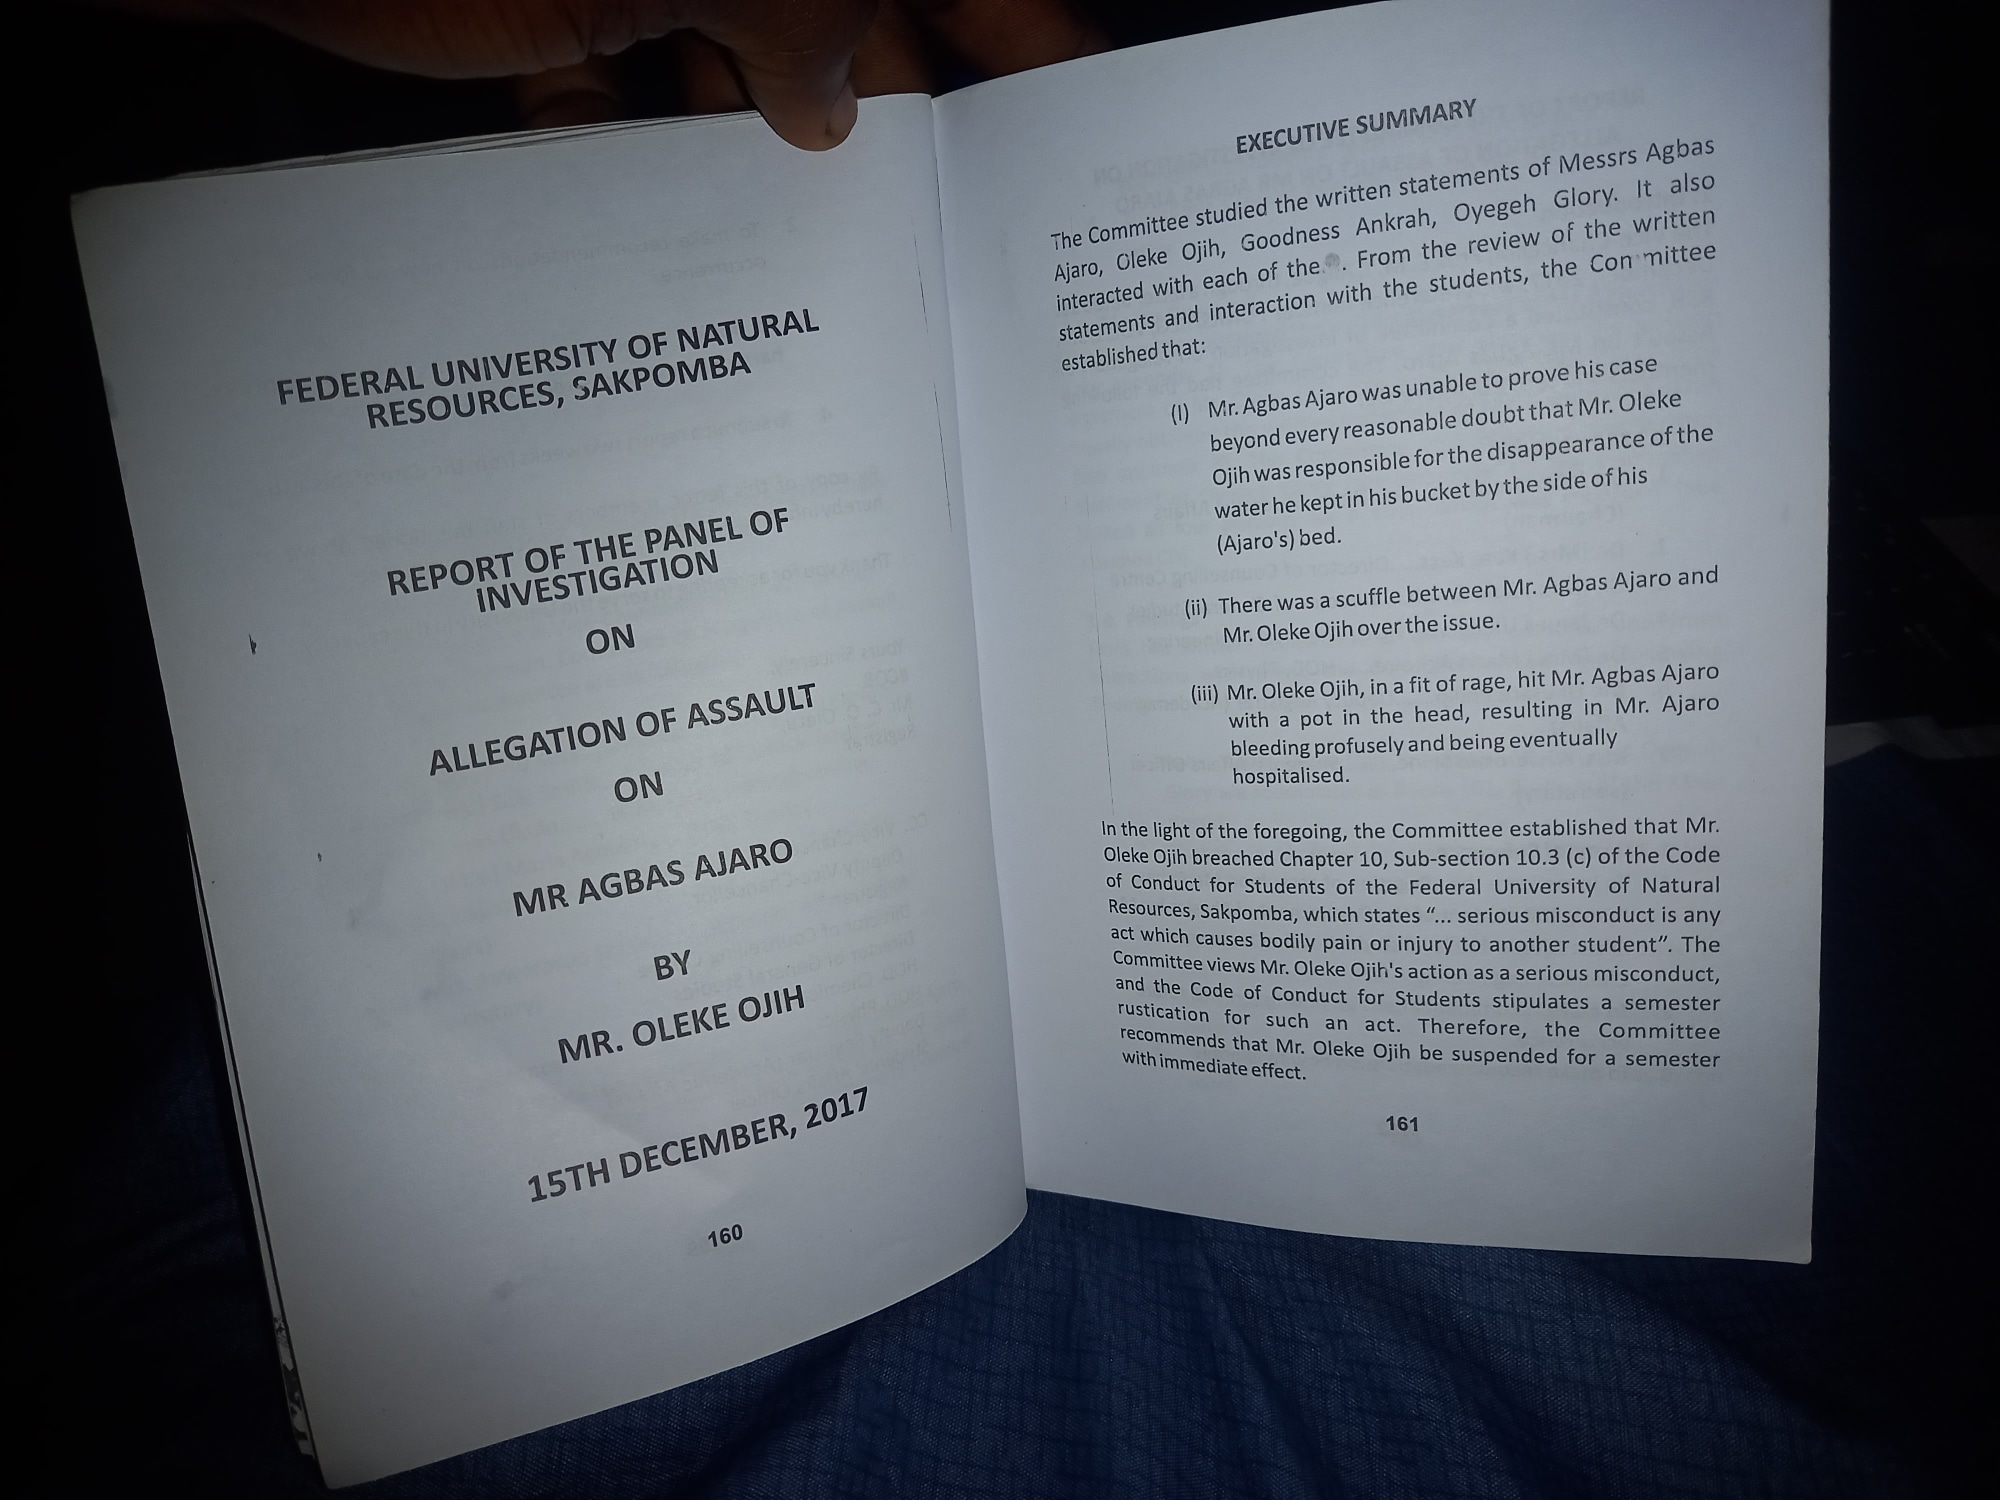 FEDERAL UNIVERSITY OF NATURAL
RESOURCES, SAKPOMBA
REPORT OF THE PANEL OF
INVESTIGATION
ON
ALLEGATION OF ASSAULT
ON
MR AGBAS AJARO
BY
MR. OLEKE OJIH
15TH DECEMBER, 2017
160
EXECUTIVE SUMMARY
The Committee studied the written statements of Messrs Agbas
Ajaro, Oleke Ojih, Goodness Ankrah, Oyegeh Glory. It also
interacted with each of the . From the review of the written
statements and interaction with the students, the Con mittee
established that:
(I) Mr. Agbas Ajaro was unable to prove his case
beyond every reasonable doubt that Mr. Oleke
Ojih was responsible for the disappearance of the
water he kept in his bucket by the side of his
(Ajaro's) bed.
(ii) There was a scuffle between Mr. Agbas Ajaro and
Mr. Oleke Ojih over the issue.
(iii) Mr. Oleke Ojih, in a fit of rage, hit Mr. Agbas Ajaro
with a pot in the head, resulting in Mr. Ajaro
bleeding profusely and being eventually
hospitalised.
In the light of the foregoing, the Committee established that Mr.
Oleke Ojih breached Chapter 10, Sub-section 10.3 (c) of the Code
of Conduct for Students of the Federal University of Natural
Resources, Sakpomba, which states “... serious misconduct is any
act which causes bodily pain or injury to another student”. The
Committee views Mr. Oleke Ojih's action as a serious misconduct,
and the Code of Conduct for Students stipulates a semester
rustication for such an act. Therefore, the Committee
recommends that Mr. Oleke Ojih be suspended for a semester
with immediate effect.
161